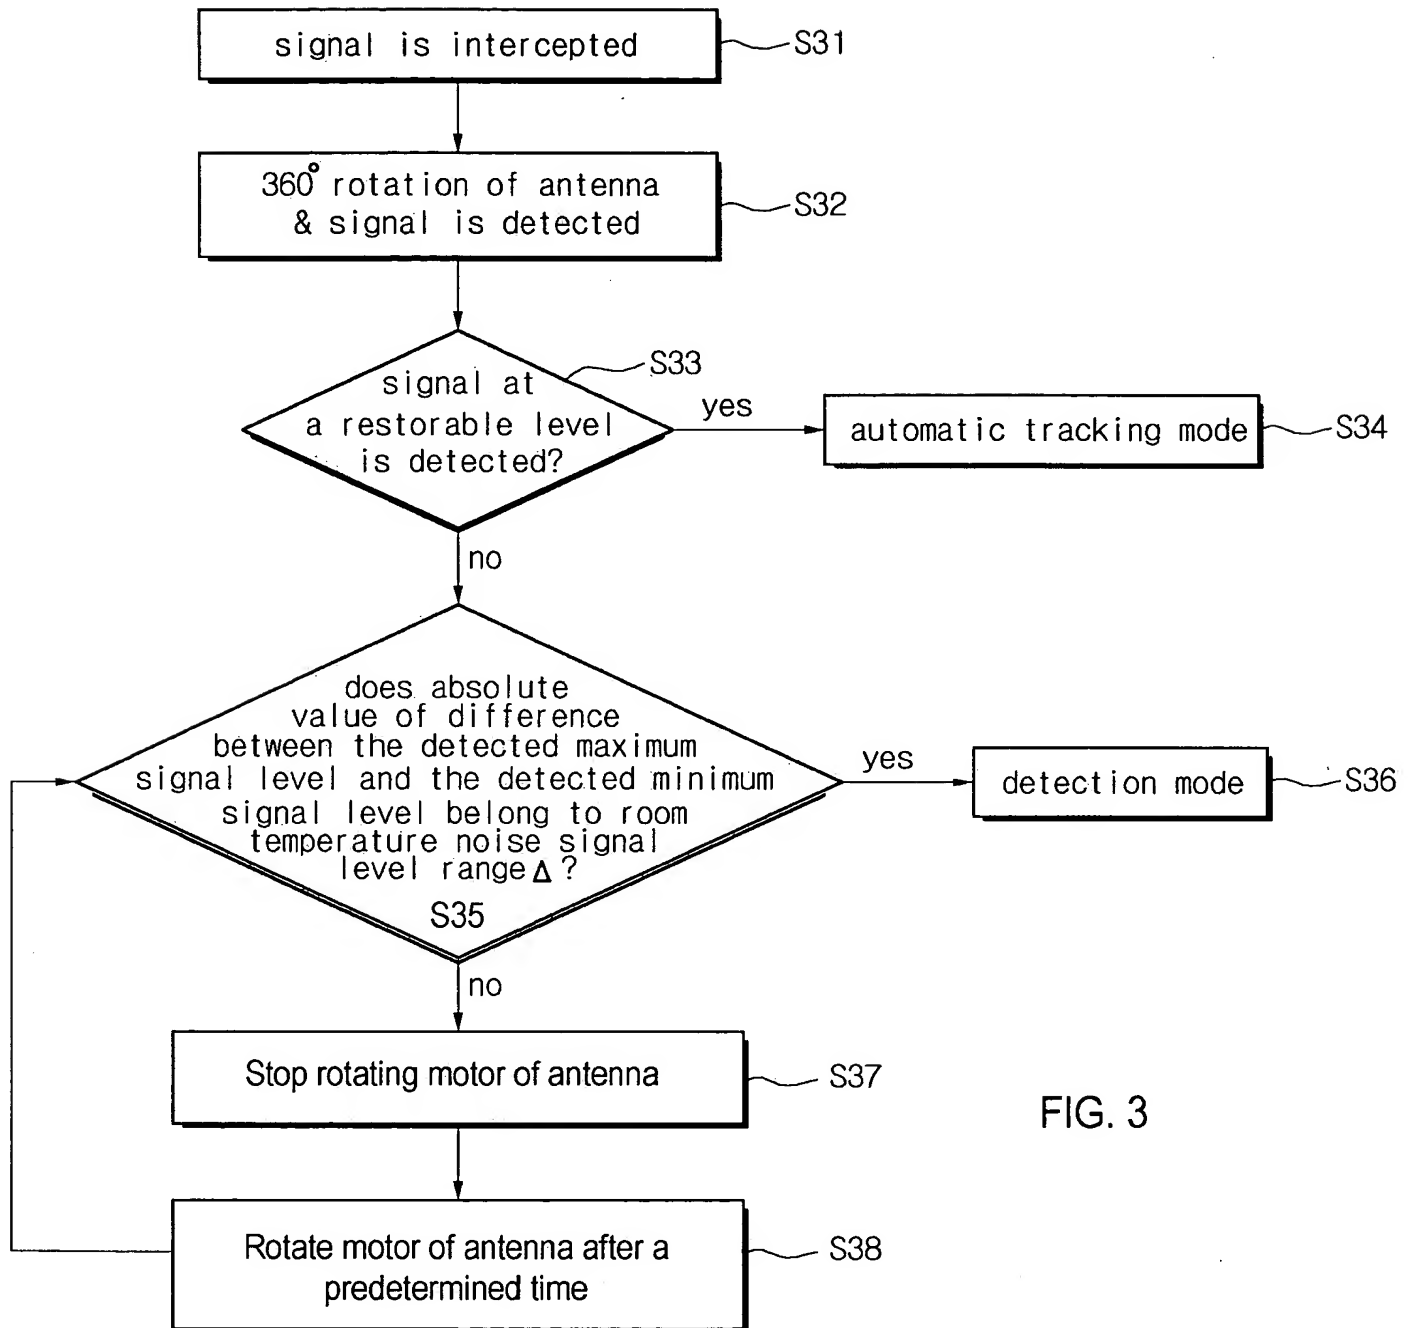 signal is intercepted
S31
360° rotation of antenna
& signal is detected
S32
S33
signal at
a restorable level
is detected?
yes
automatic tracking mode
S34
no
does absolute
value of difference
between the detected maximum
signal level and the detected minimum
signal level belong to room
temperature noise signal
level range Δ ?
S35
yes
detection mode
S36
no
Stop rotating motor of antenna
S37
FIG. 3
Rotate motor of antenna after a
predetermined time
S38